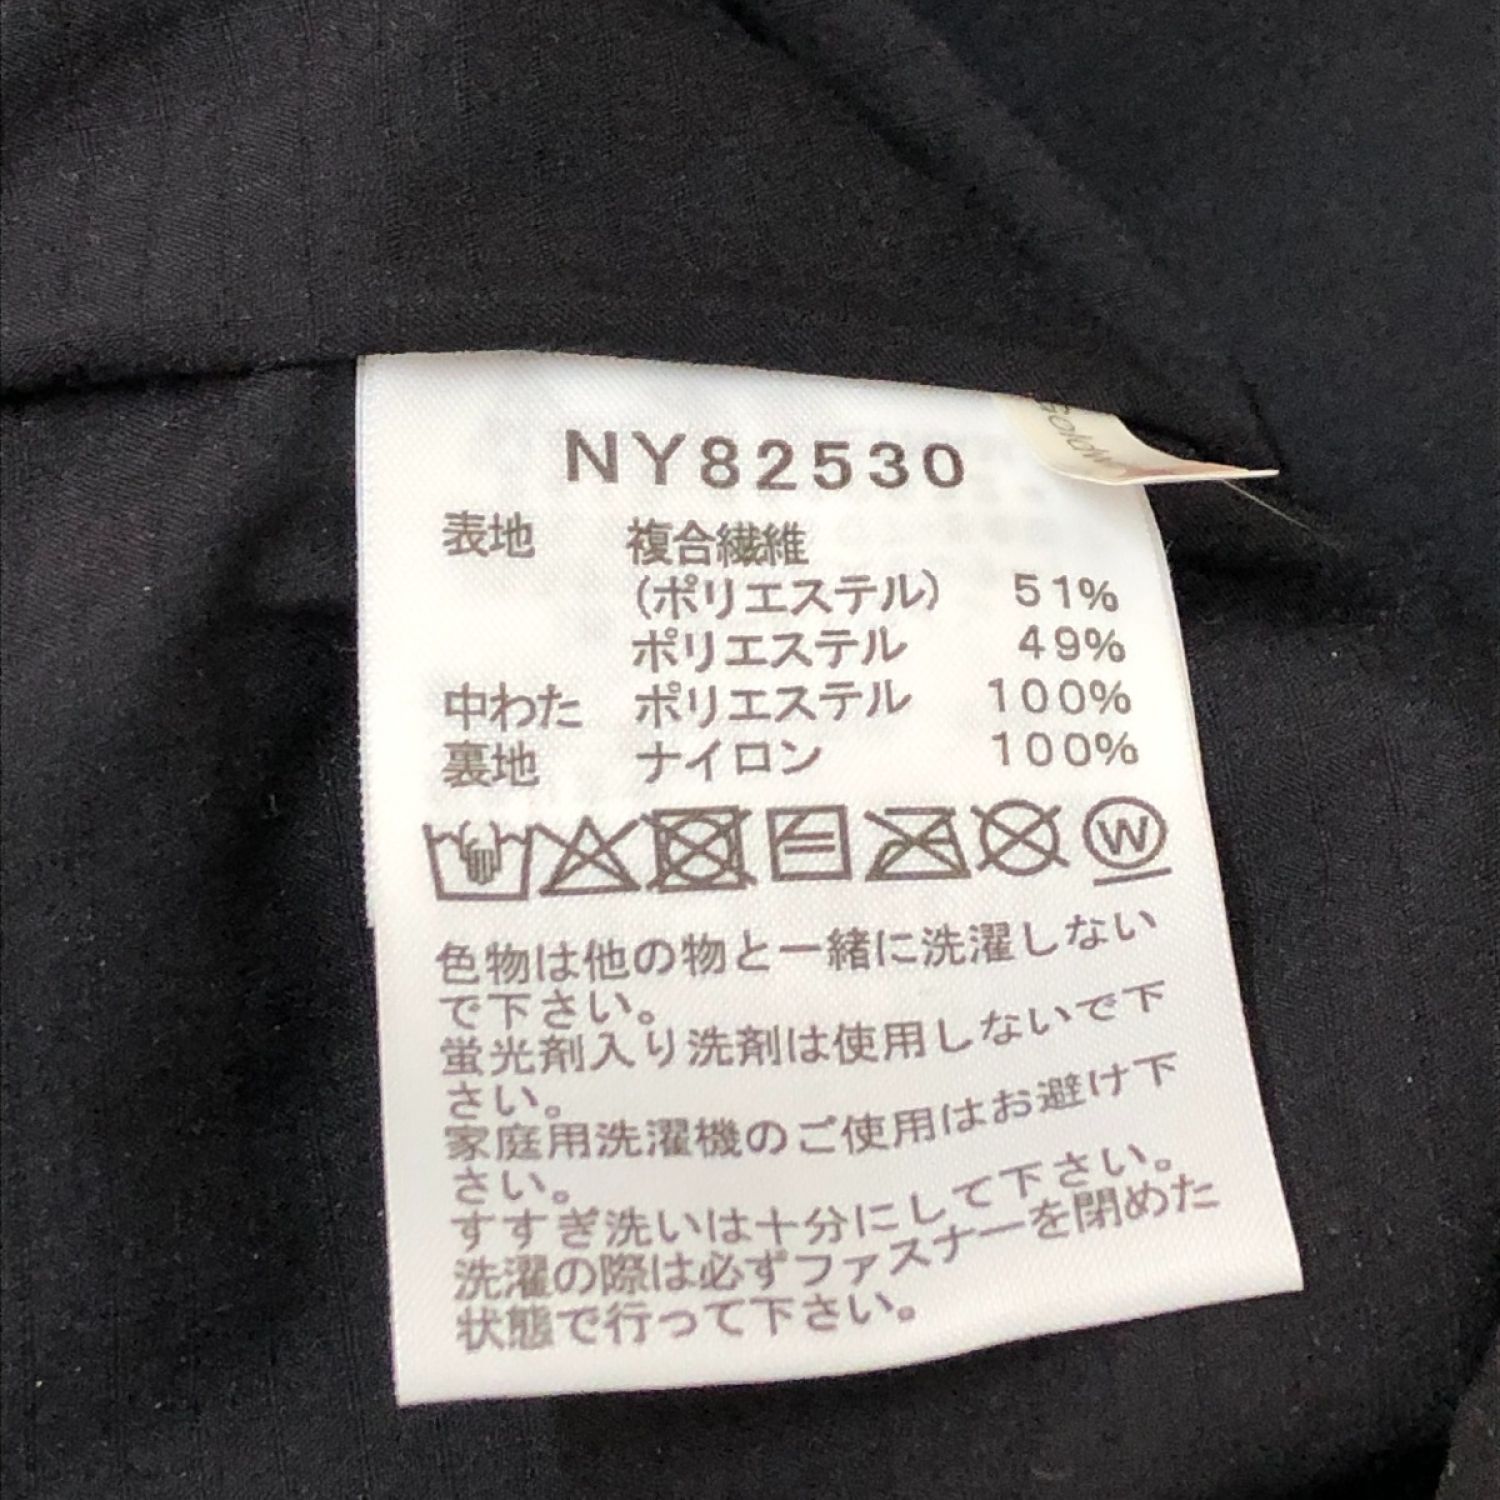 NY82530
表地 複合繊維
(ポリエステル) 51%
ポリエステル 49%
中わた ポリエステル 100%
裏地 ナイロン 100%
W
色物は他の物と一緒に洗濯しない
で下さい。
蛍光剤入り洗剤は使用しないで下
さい。
家庭用洗濯機のご使用はお避け下
さい。
すすぎ洗いは十分にして下さい。
洗濯の際は必ずファスナーを閉めた
状態で行って下さい。